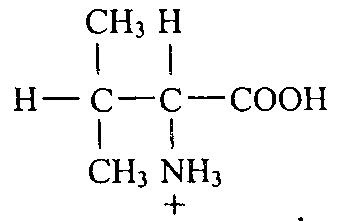 CH₃ H
H—C—C—COOH
CH₃ NH₃
+
.